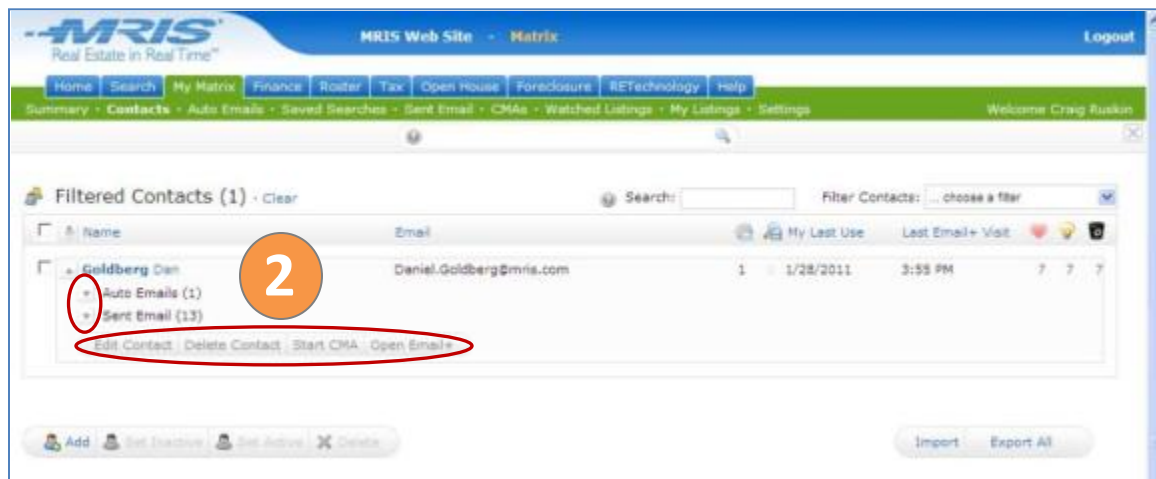 MRIS
Real Estate in Real Time™
MRIS Web Site - Matrix
Logout
Home Search My Matrix Finance Roster Tax Open House Foreclosure RETechnology Help
Summary · Contacts · Auto Emails · Saved Searches · Sent Email · CMAs · Watched Listings · My Listings · Settings
Welcome Craig Ruskin
Filtered Contacts (1) · Clear
Search:
Filter Contacts: ... choose a filter
Name Email My Last Use Last Email+ Visit
Goldberg Dan Daniel.Goldberg@mris.com 1 1/28/2011 3:55 PM 7 7 7
2
Auto Emails (1)
Sent Email (13)
Edit Contact Delete Contact Start CMA Open Email+
Add Set Inactive Set Active Delete
Import Export All